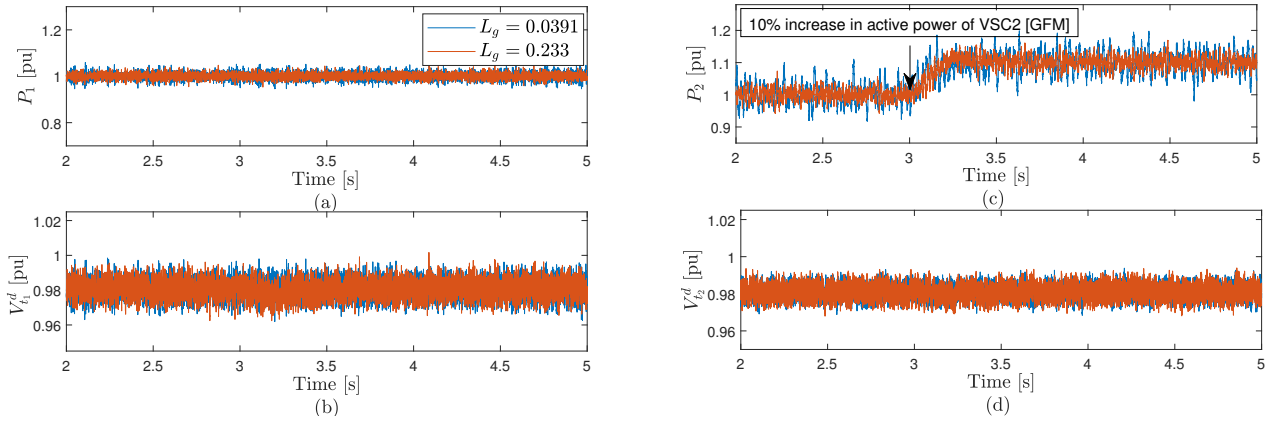 1.2
1
0.8
P₁ [pu]
L_g = 0.0391
L_g = 0.233
2 2.5 3 3.5 4 4.5 5
Time [s]
(a)
1.02
1
0.98
0.96
V^d_{t_1} [pu]
2 2.5 3 3.5 4 4.5 5
Time [s]
(b)
1.2
1.1
1
0.9
P₂ [pu]
10% increase in active power of VSC2 [GFM]
2 2.5 3 3.5 4 4.5 5
Time [s]
(c)
1.02
1
0.98
0.96
V^d_{t_2} [pu]
2 2.5 3 3.5 4 4.5 5
Time [s]
(d)